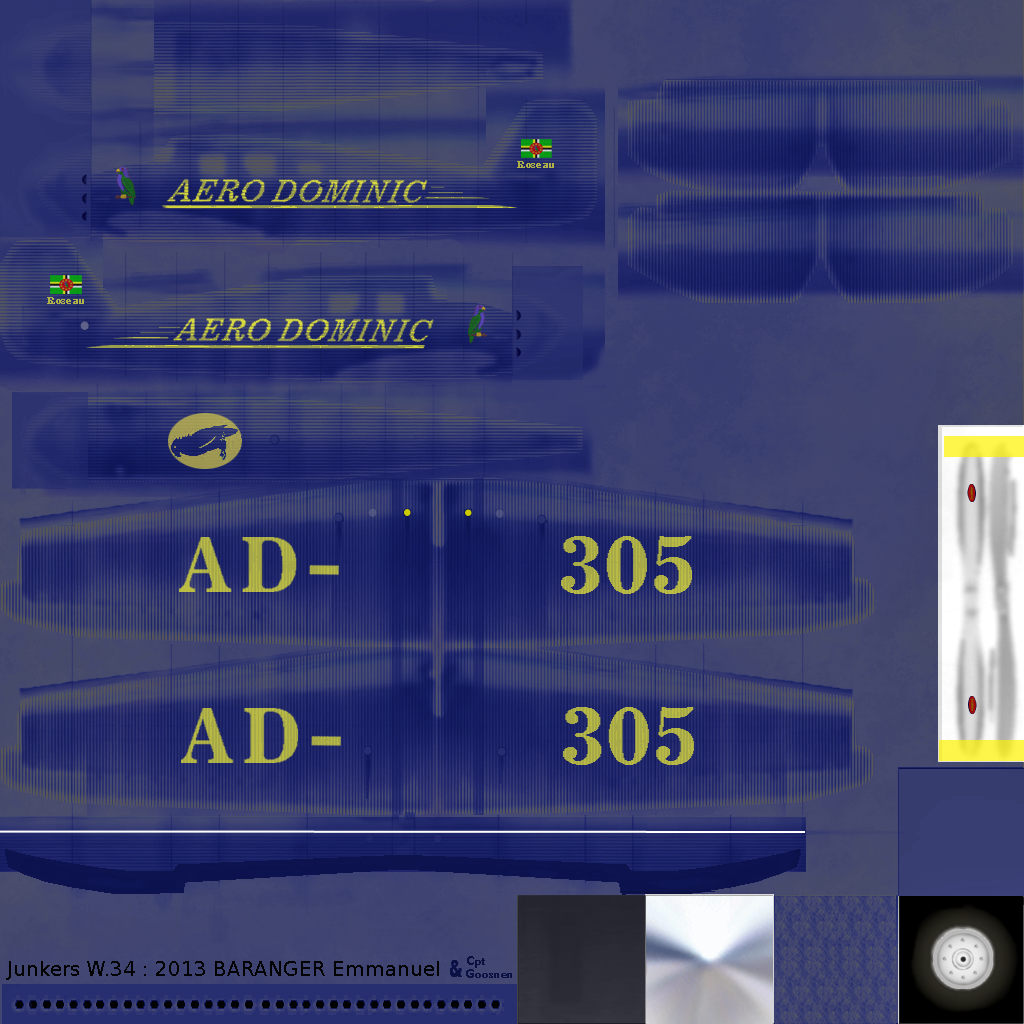 Roseau
AERO DOMINIC
Roseau
AERO DOMINIC
AD- 305
AD- 305
Junkers W.34 : 2013 BARANGER Emmanuel & Cpt Goosnen